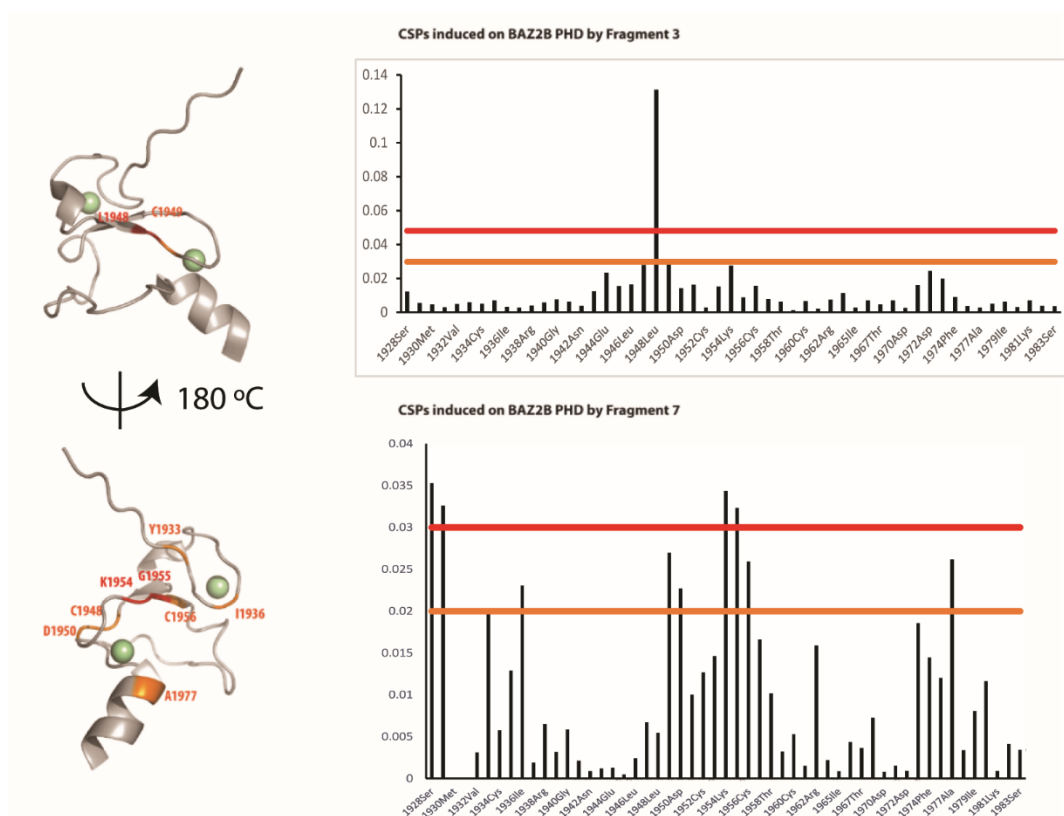 CSPs induced on BAZ2B PHD by Fragment 3
0.14
0.12
0.1
0.08
0.06
0.04
0.02
0
1928Ser
1930Met
1932Val
1934Cys
1936Ile
1938Arg
1940Gly
1942Asn
1944Glu
1946Leu
1948Leu
1950Asp
1952Cys
1954Lys
1956Cys
1958Thr
1960Cys
1962Arg
1965Ile
1967Thr
1970Asp
1972Asp
1974Phe
1977Ala
1979Ile
1981Lys
1983Ser
L1948 C1949
180 ºC
CSPs induced on BAZ2B PHD by Fragment 7
0.04
0.035
0.03
0.025
0.02
0.015
0.01
0.005
0
1928Ser
1930Met
1932Val
1934Cys
1936Ile
1938Arg
1940Gly
1942Asn
1944Glu
1946Leu
1948Leu
1950Asp
1952Cys
1954Lys
1956Cys
1958Thr
1960Cys
1962Arg
1965Ile
1967Thr
1970Asp
1972Asp
1974Phe
1977Ala
1979Ile
1981Lys
1983Ser
Y1933
K1954 G1955
C1948 C1956 I1936
D1950
A1977